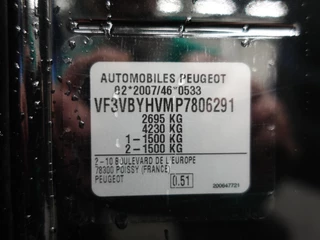 AUTOMOBILES PEUGEOT
e2*2007/46*0533
VF3VBYHVMP7806291
2695 KG
4230 KG
1-1500 KG
2-1500 KG
2-10 BOULEVARD DE L'EUROPE
78300 POISSY (FRANCE)
PEUGEOT 0.51